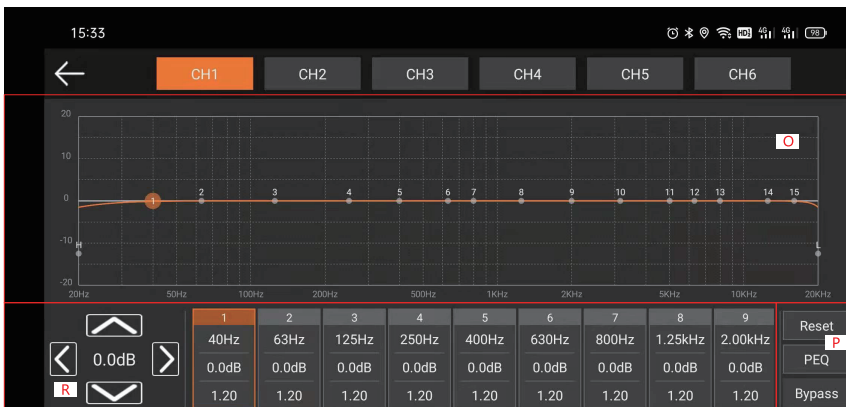 15:33 HD 4G 4G 98
CH1 CH2 CH3 CH4 CH5 CH6
20
O
10
0 1 2 3 4 5 6 7 8 9 10 11 12 13 14 15
-10 H L
-20
20Hz 50Hz 100Hz 200Hz 500Hz 1KHz 2KHz 5KHz 10KHz 20KHz
1 2 3 4 5 6 7 8 9
40Hz 63Hz 125Hz 250Hz 400Hz 630Hz 800Hz 1.25kHz 2.00kHz
0.0dB
0.0dB 0.0dB 0.0dB 0.0dB 0.0dB 0.0dB 0.0dB 0.0dB 0.0dB
R
1.20 1.20 1.20 1.20 1.20 1.20 1.20 1.20 1.20
Reset
P
PEQ
Bypass